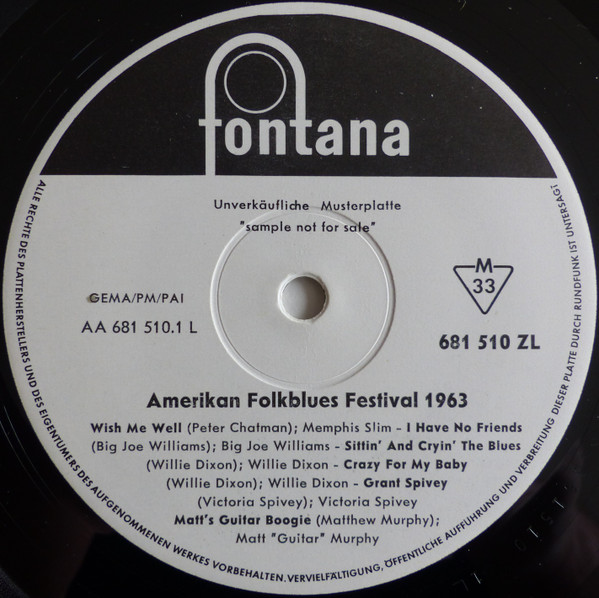 fontana
Unverkäufliche Musterplatte
"sample not for sale"
GEMA/PM/PAI
AA 681 510.1 L
M
33
681 510 ZL
Amerikan Folkblues Festival 1963
Wish Me Well (Peter Chatman); Memphis Slim - I Have No Friends
(Big Joe Williams); Big Joe Williams - Sittin' And Cryin' The Blues
(Willie Dixon); Willie Dixon - Crazy For My Baby
(Willie Dixon); Willie Dixon - Grant Spivey
(Victoria Spivey); Victoria Spivey
Matt's Guitar Boogie (Matthew Murphy);
Matt "Guitar" Murphy
ALLE RECHTE DES PLATTENHERSTELLERS UND DES EIGENTÜMERS DES AUFGENOMMENEN WERKES VORBEHALTEN. VERVIELFÄLTIGUNG, ÖFFENTLICHE AUFFÜHRUNG UND VERBREITUNG DIESER PLATTE DURCH RUNDFUNK IST UNTERSAGT!